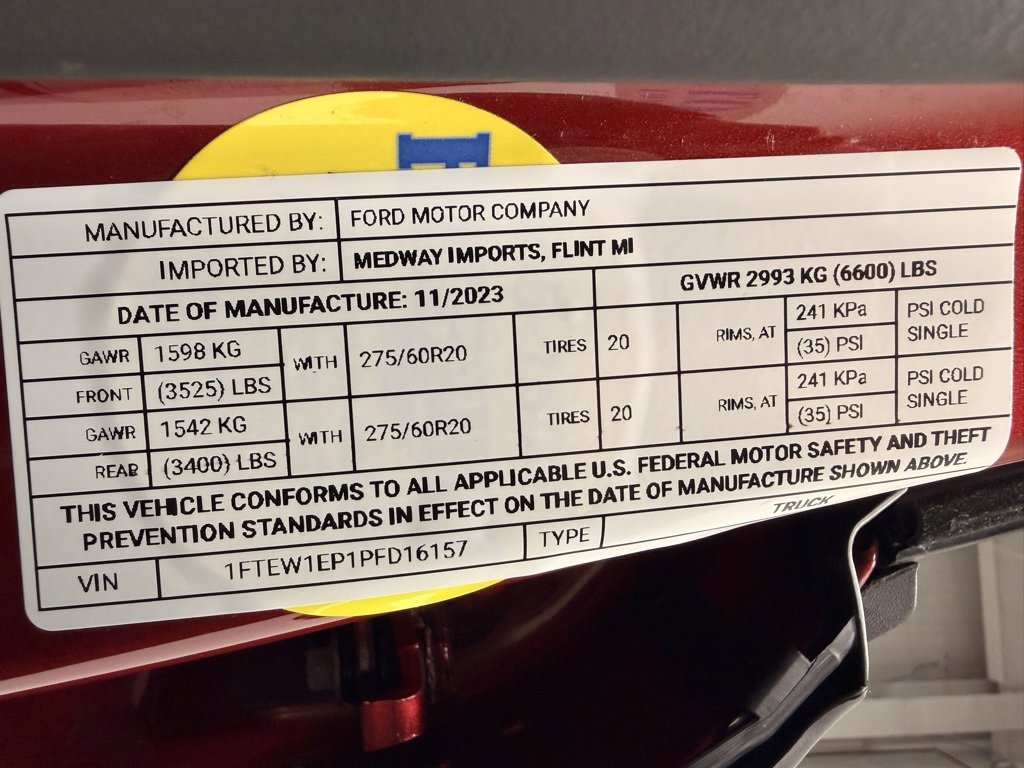 MANUFACTURED BY: FORD MOTOR COMPANY
IMPORTED BY: MEDWAY IMPORTS, FLINT MI
DATE OF MANUFACTURE: 11/2023 GVWR 2993 KG (6600) LBS
GAWR 1598 KG WITH 275/60R20 TIRES 20 RIMS, AT 241 KPa PSI COLD
FRONT (3525) LBS (35) PSI SINGLE
GAWR 1542 KG WITH 275/60R20 TIRES 20 RIMS, AT 241 KPa PSI COLD
REAR (3400) LBS (35) PSI SINGLE
THIS VEHICLE CONFORMS TO ALL APPLICABLE U.S. FEDERAL MOTOR SAFETY AND THEFT
PREVENTION STANDARDS IN EFFECT ON THE DATE OF MANUFACTURE SHOWN ABOVE.
VIN 1FTEW1EP1PFD16157 TYPE TRUCK